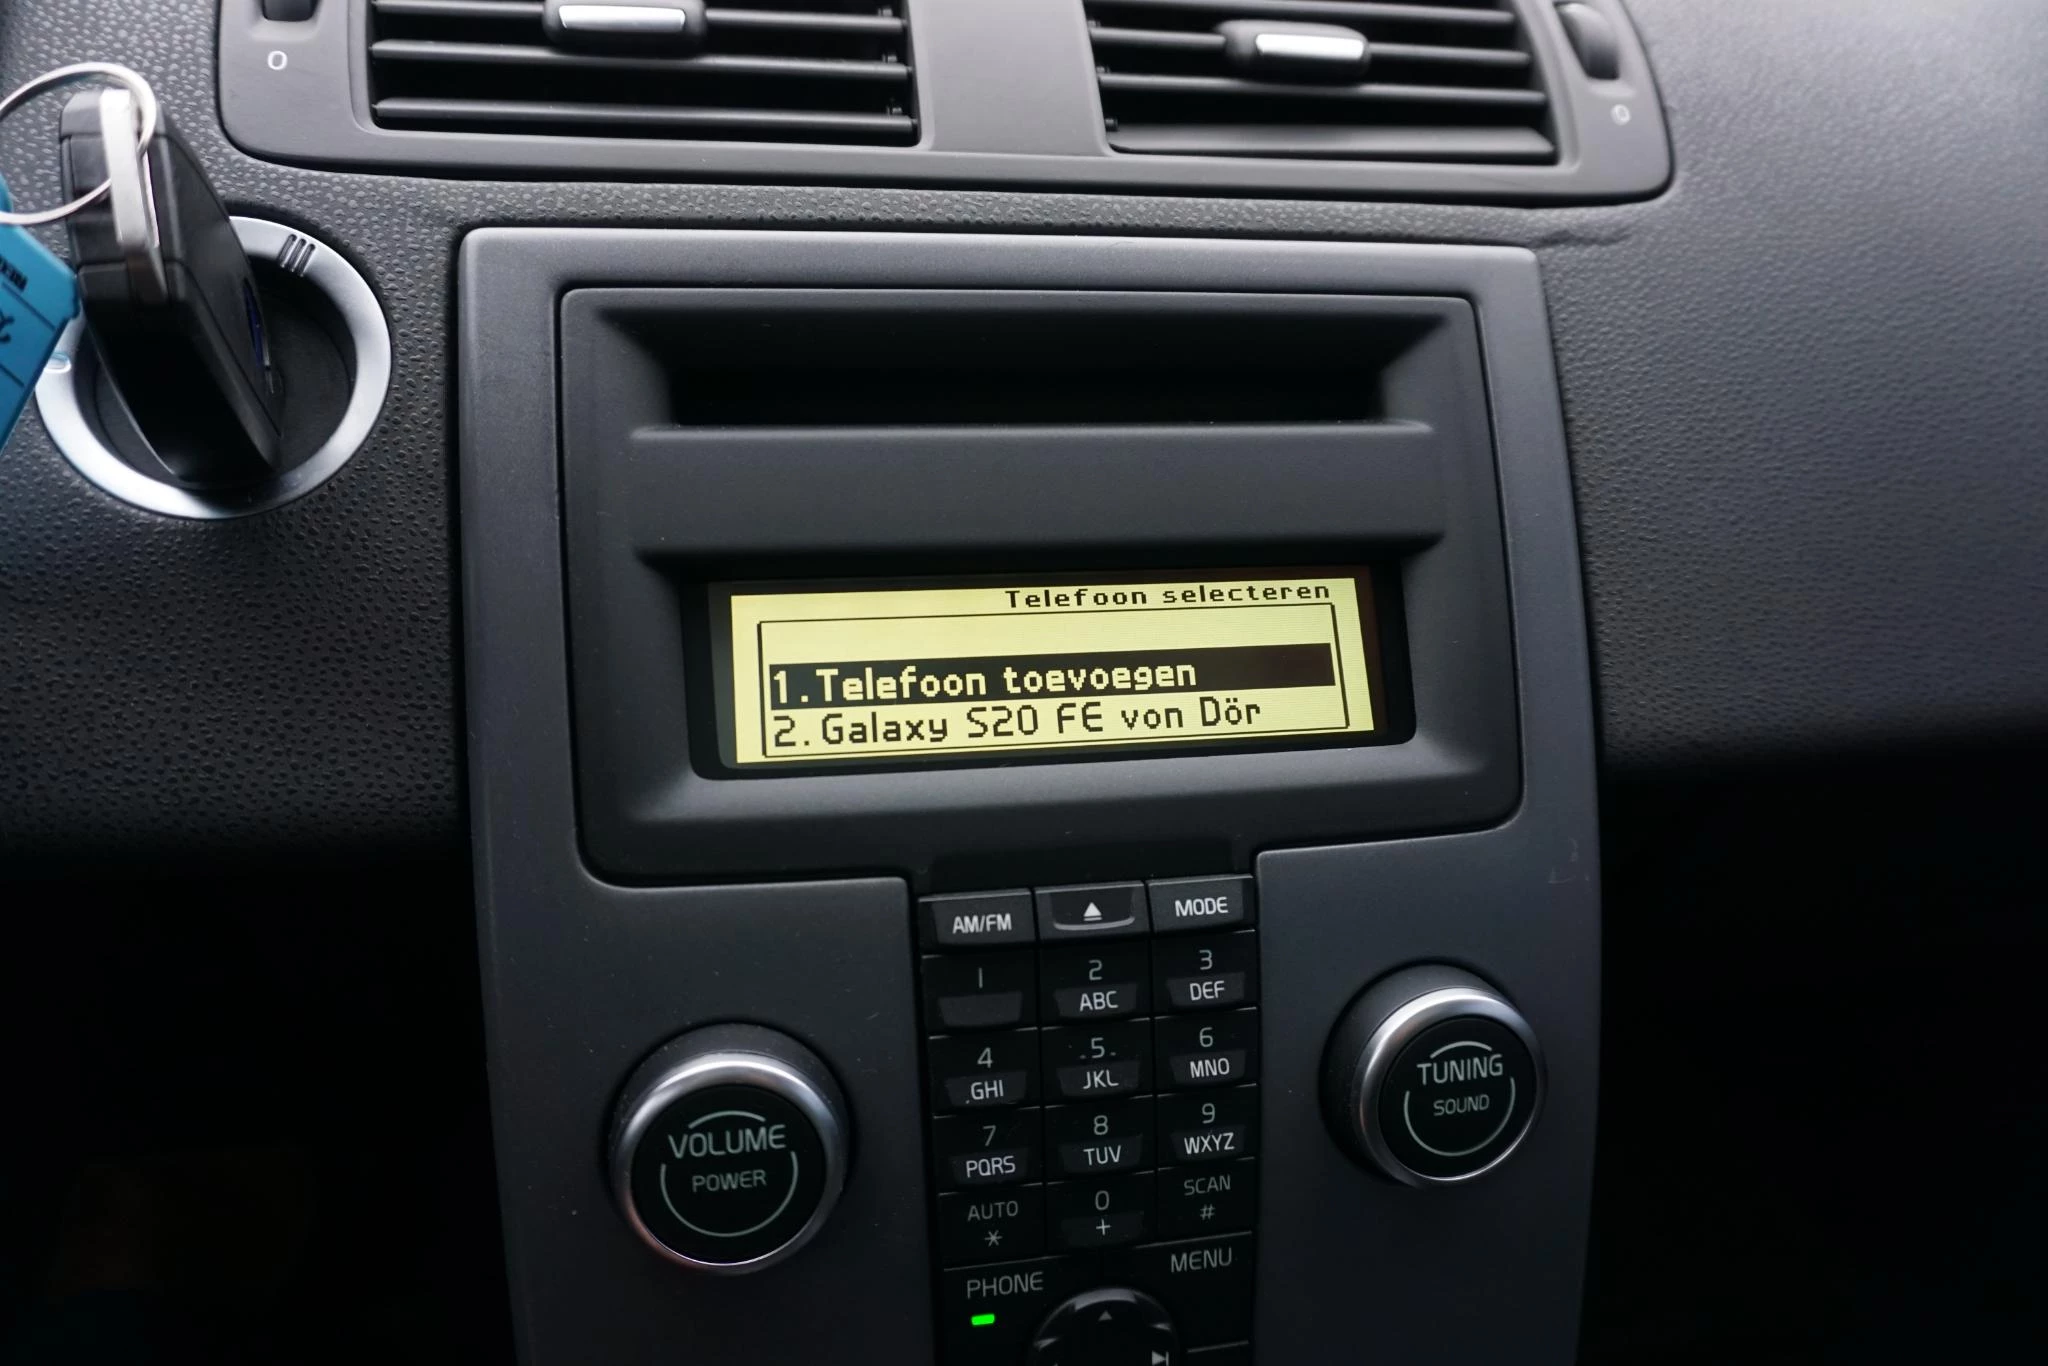 0
0
Telefoon selecteren
1. Telefoon toevoegen
2. Galaxy S20 FE von Dör
AM/FM
MODE
1
2
ABC
3
DEF
4
GHI
5
JKL
6
MNO
7
PQRS
8
TUV
9
WXYZ
AUTO
*
0
+
SCAN
#
PHONE
MENU
VOLUME
POWER
TUNING
SOUND